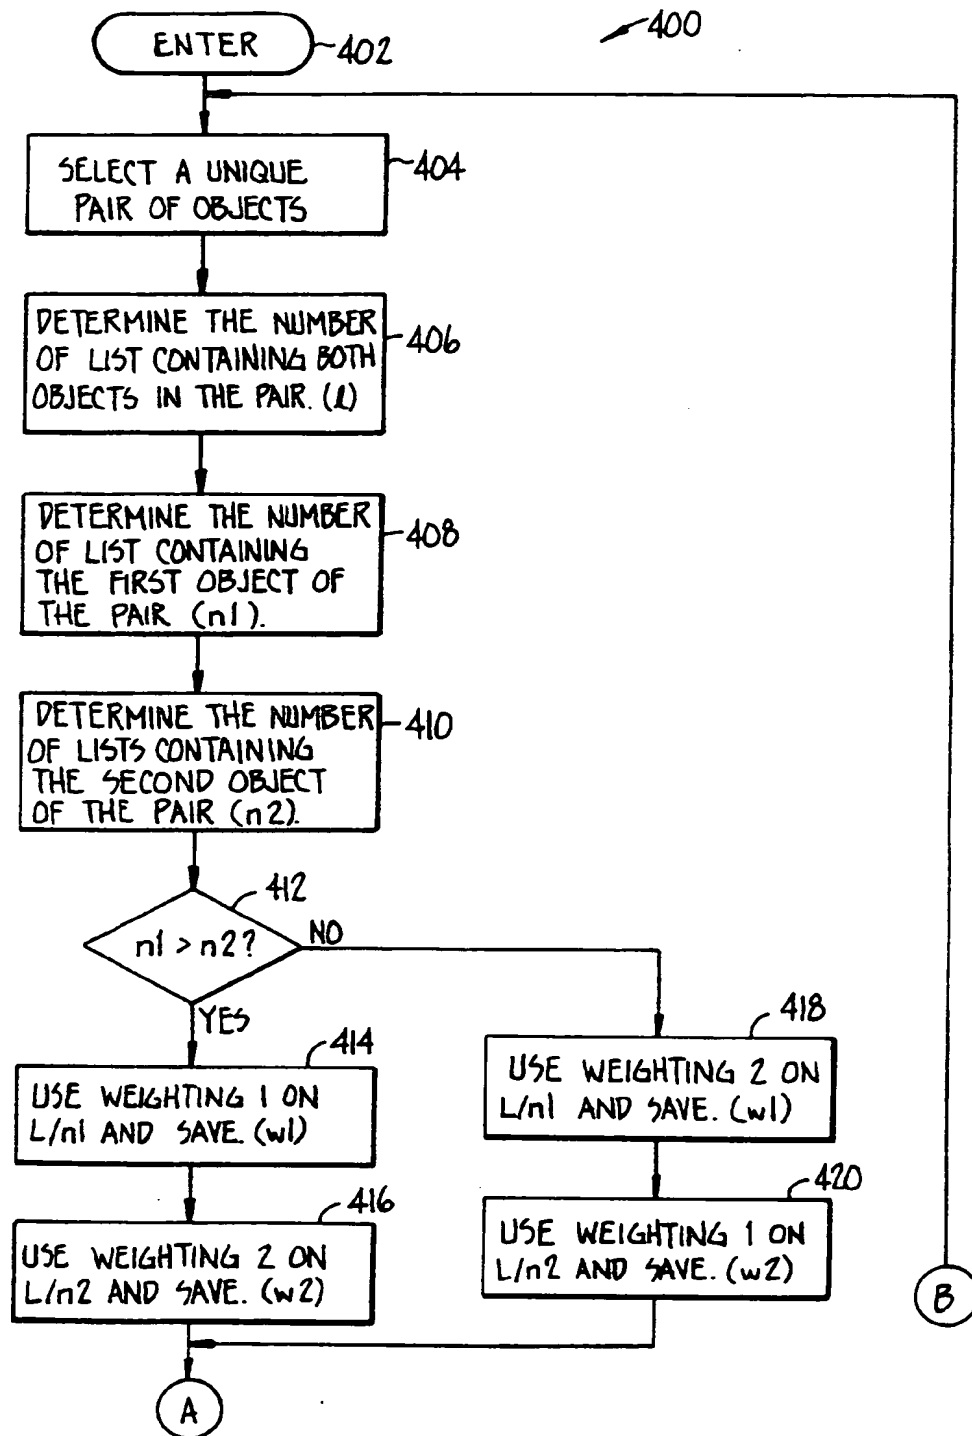 400
ENTER
402
SELECT A UNIQUE
PAIR OF OBJECTS
404
DETERMINE THE NUMBER
OF LIST CONTAINING BOTH
OBJECTS IN THE PAIR. (l)
406
DETERMINE THE NUMBER
OF LIST CONTAINING
THE FIRST OBJECT OF
THE PAIR (n1).
408
DETERMINE THE NUMBER
OF LISTS CONTAINING
THE SECOND OBJECT
OF THE PAIR (n2).
410
412
n1 > n2?
NO
YES
414
USE WEIGHTING 1 ON
L/n1 AND SAVE. (w1)
416
USE WEIGHTING 2 ON
L/n2 AND SAVE. (w2)
418
USE WEIGHTING 2 ON
L/n1 AND SAVE. (w1)
420
USE WEIGHTING 1 ON
L/n2 AND SAVE. (w2)
B
A